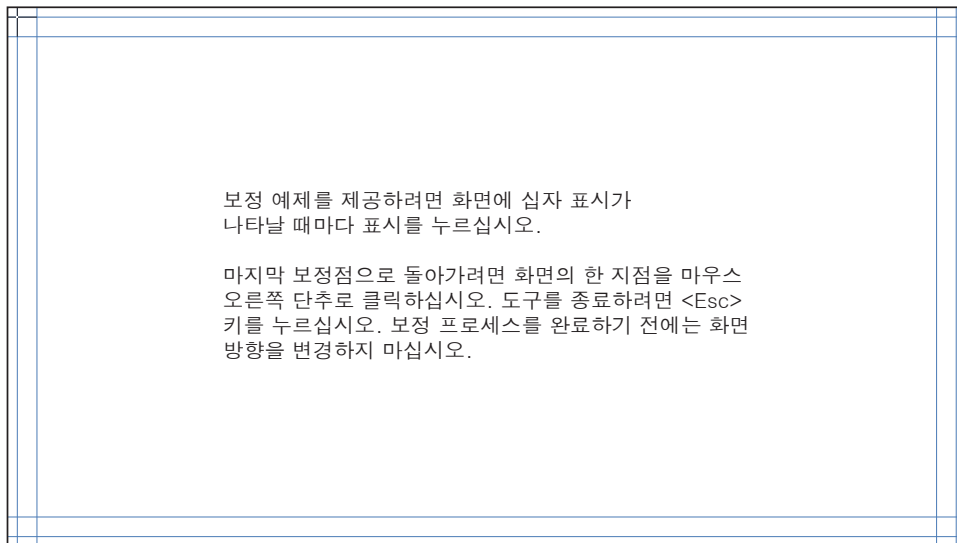 보정 예제를 제공하려면 화면에 십자 표시가
나타날 때마다 표시를 누르십시오.
마지막 보정점으로 돌아가려면 화면의 한 지점을 마우스
오른쪽 단추로 클릭하십시오. 도구를 종료하려면 <Esc>
키를 누르십시오. 보정 프로세스를 완료하기 전에는 화면
방향을 변경하지 마십시오.